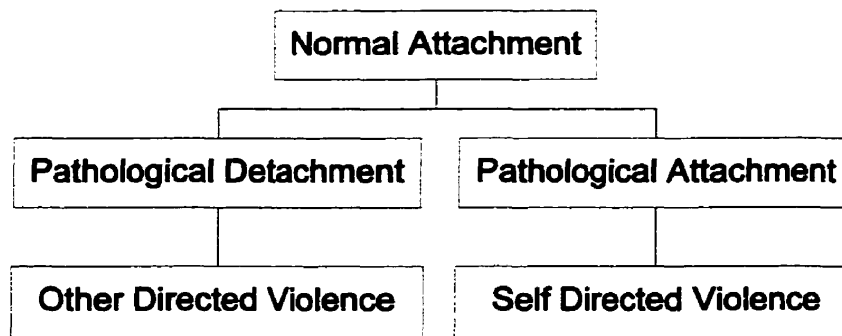 Normal Attachment
Pathological Detachment
Pathological Attachment
Other Directed Violence
Self Directed Violence